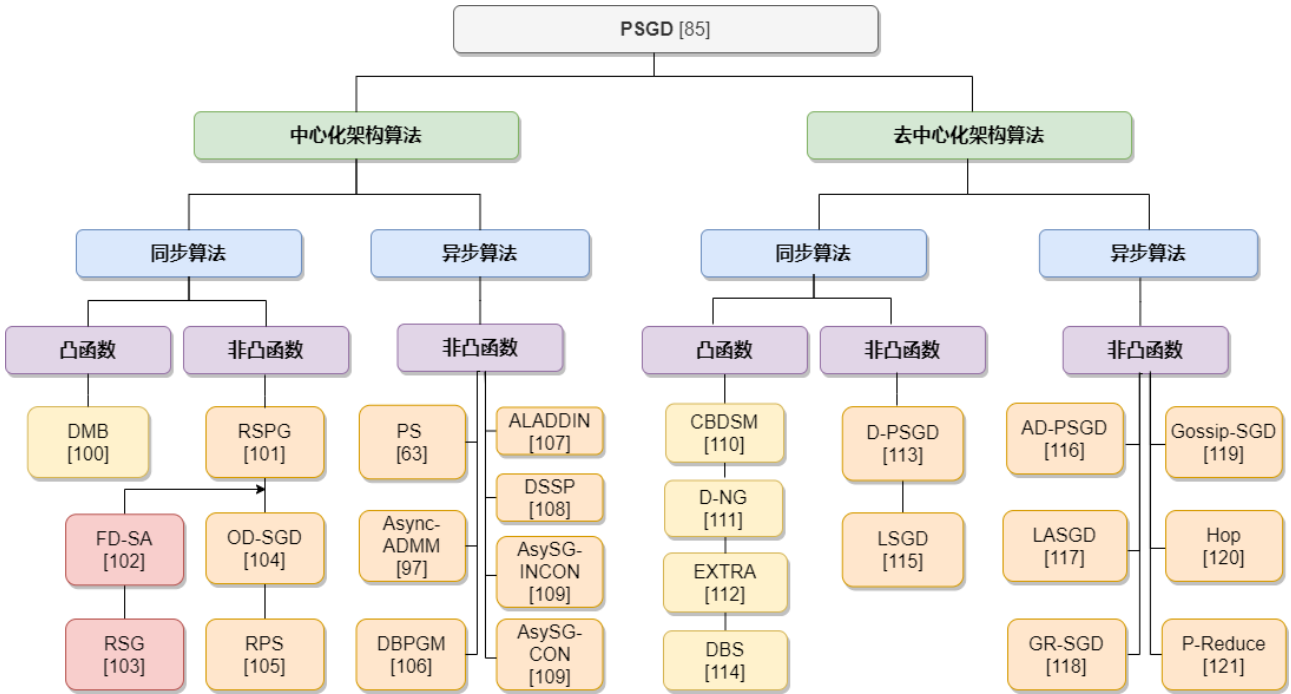 PSGD [85]
中心化架构算法
去中心化架构算法
同步算法
异步算法
同步算法
异步算法
凸函数
非凸函数
非凸函数
凸函数
非凸函数
非凸函数
DMB
[100]
RSPG
[101]
FD-SA
[102]
OD-SGD
[104]
RSG
[103]
RPS
[105]
PS
[63]
Async-
ADMM
[97]
DBPGM
[106]
ALADDIN
[107]
DSSP
[108]
AsySG-
INCON
[109]
AsySG-
CON
[109]
CBDSM
[110]
D-NG
[111]
EXTRA
[112]
DBS
[114]
D-PSGD
[113]
LSGD
[115]
AD-PSGD
[116]
LASGD
[117]
GR-SGD
[118]
Gossip-SGD
[119]
Hop
[120]
P-Reduce
[121]